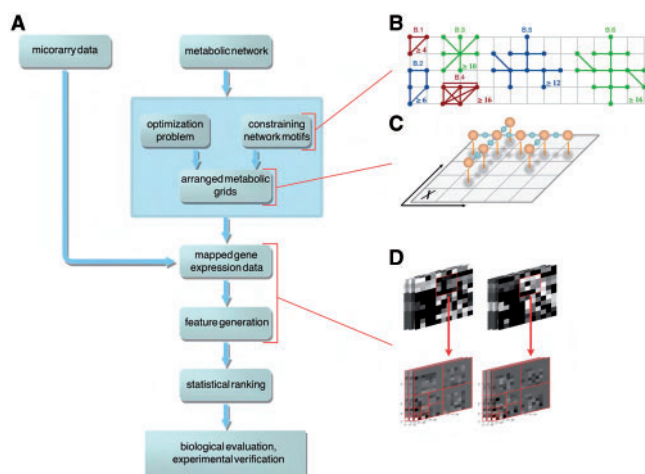 A
micorarry data
metabolic network
optimization
problem
constraining
network motifs
arranged metabolic
grids
mapped gene
expression data
feature generation
statistical ranking
biological evaluation,
experimental verification
B
B.1
B.3
B.5
B.6
≥ 4
≥ 10
B.2
B.4
≥ 6
≥ 16
≥ 12
≥ 14
C
X
D